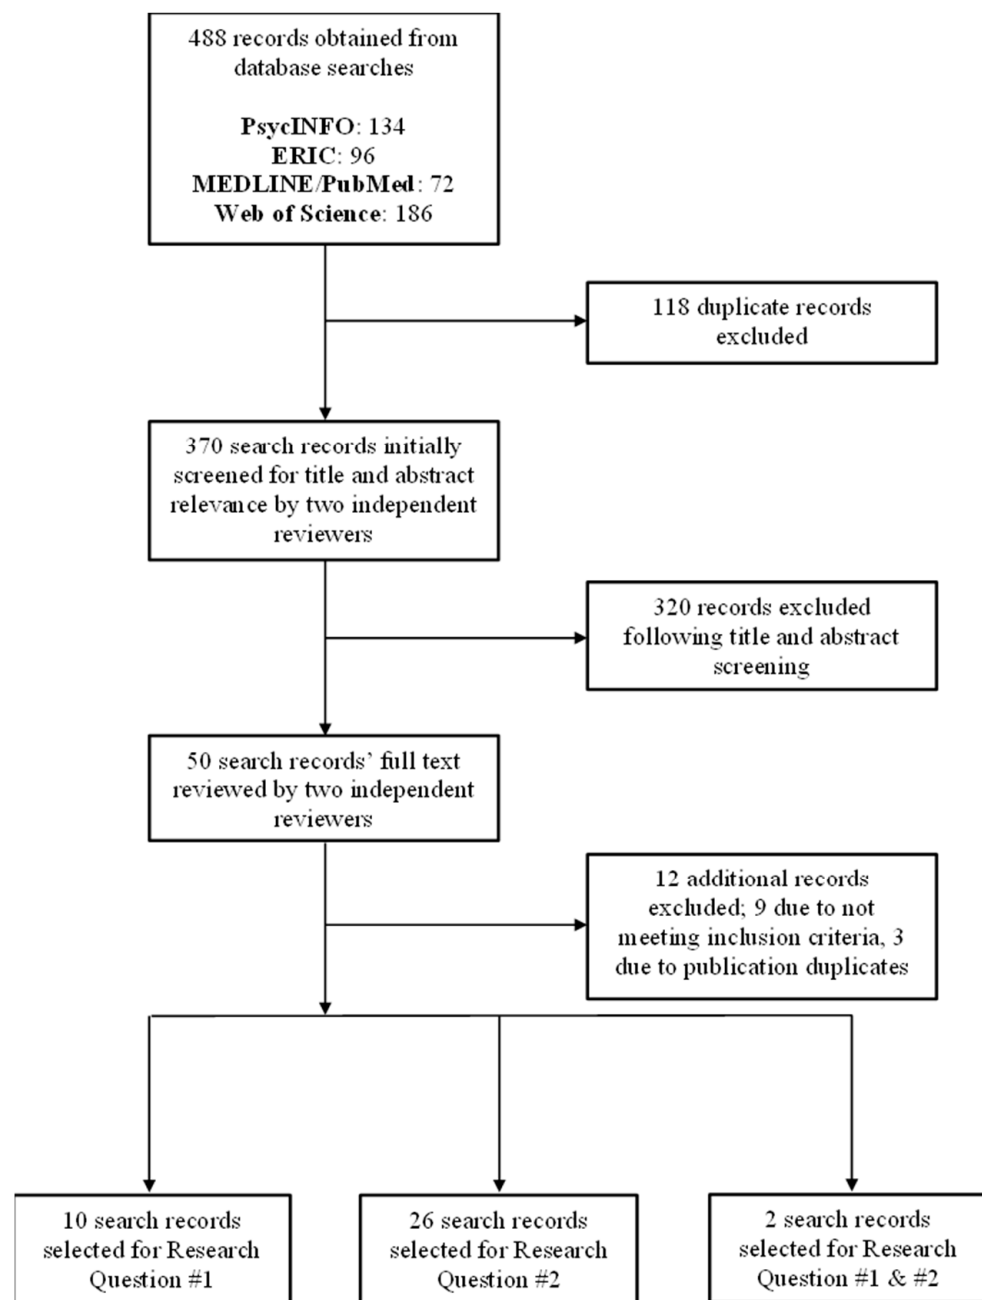 488 records obtained from
database searches
PsycINFO: 134
ERIC: 96
MEDLINE/PubMed: 72
Web of Science: 186
118 duplicate records
excluded
370 search records initially
screened for title and abstract
relevance by two independent
reviewers
320 records excluded
following title and abstract
screening
50 search records’ full text
reviewed by two independent
reviewers
12 additional records
excluded; 9 due to not
meeting inclusion criteria, 3
due to publication duplicates
10 search records
selected for Research
Question #1
26 search records
selected for Research
Question #2
2 search records
selected for Research
Question #1 & #2